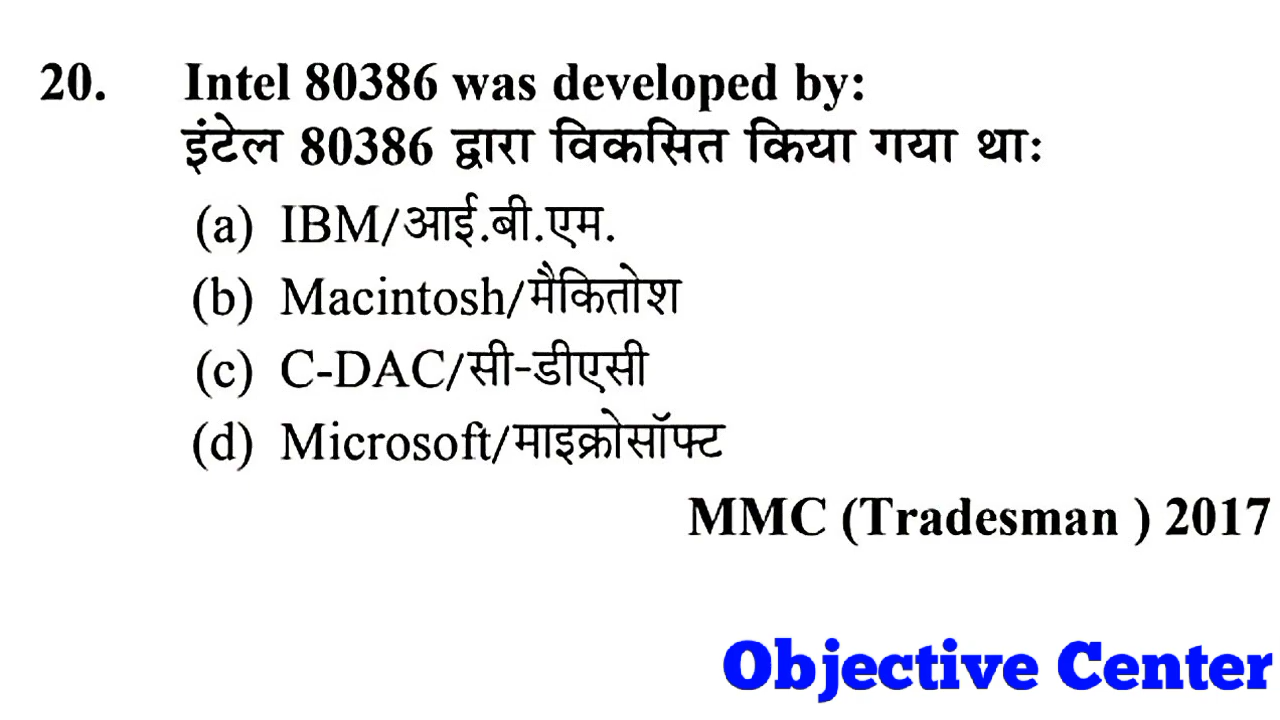 20. Intel 80386 was developed by:
इंटेल 80386 द्वारा विकसित किया गया था:
(a) IBM/आई.बी.एम.
(b) Macintosh/मैकितोश
(c) C-DAC/सी-डीएसी
(d) Microsoft/माइक्रोसॉफ्ट
MMC (Tradesman ) 2017
Objective Center